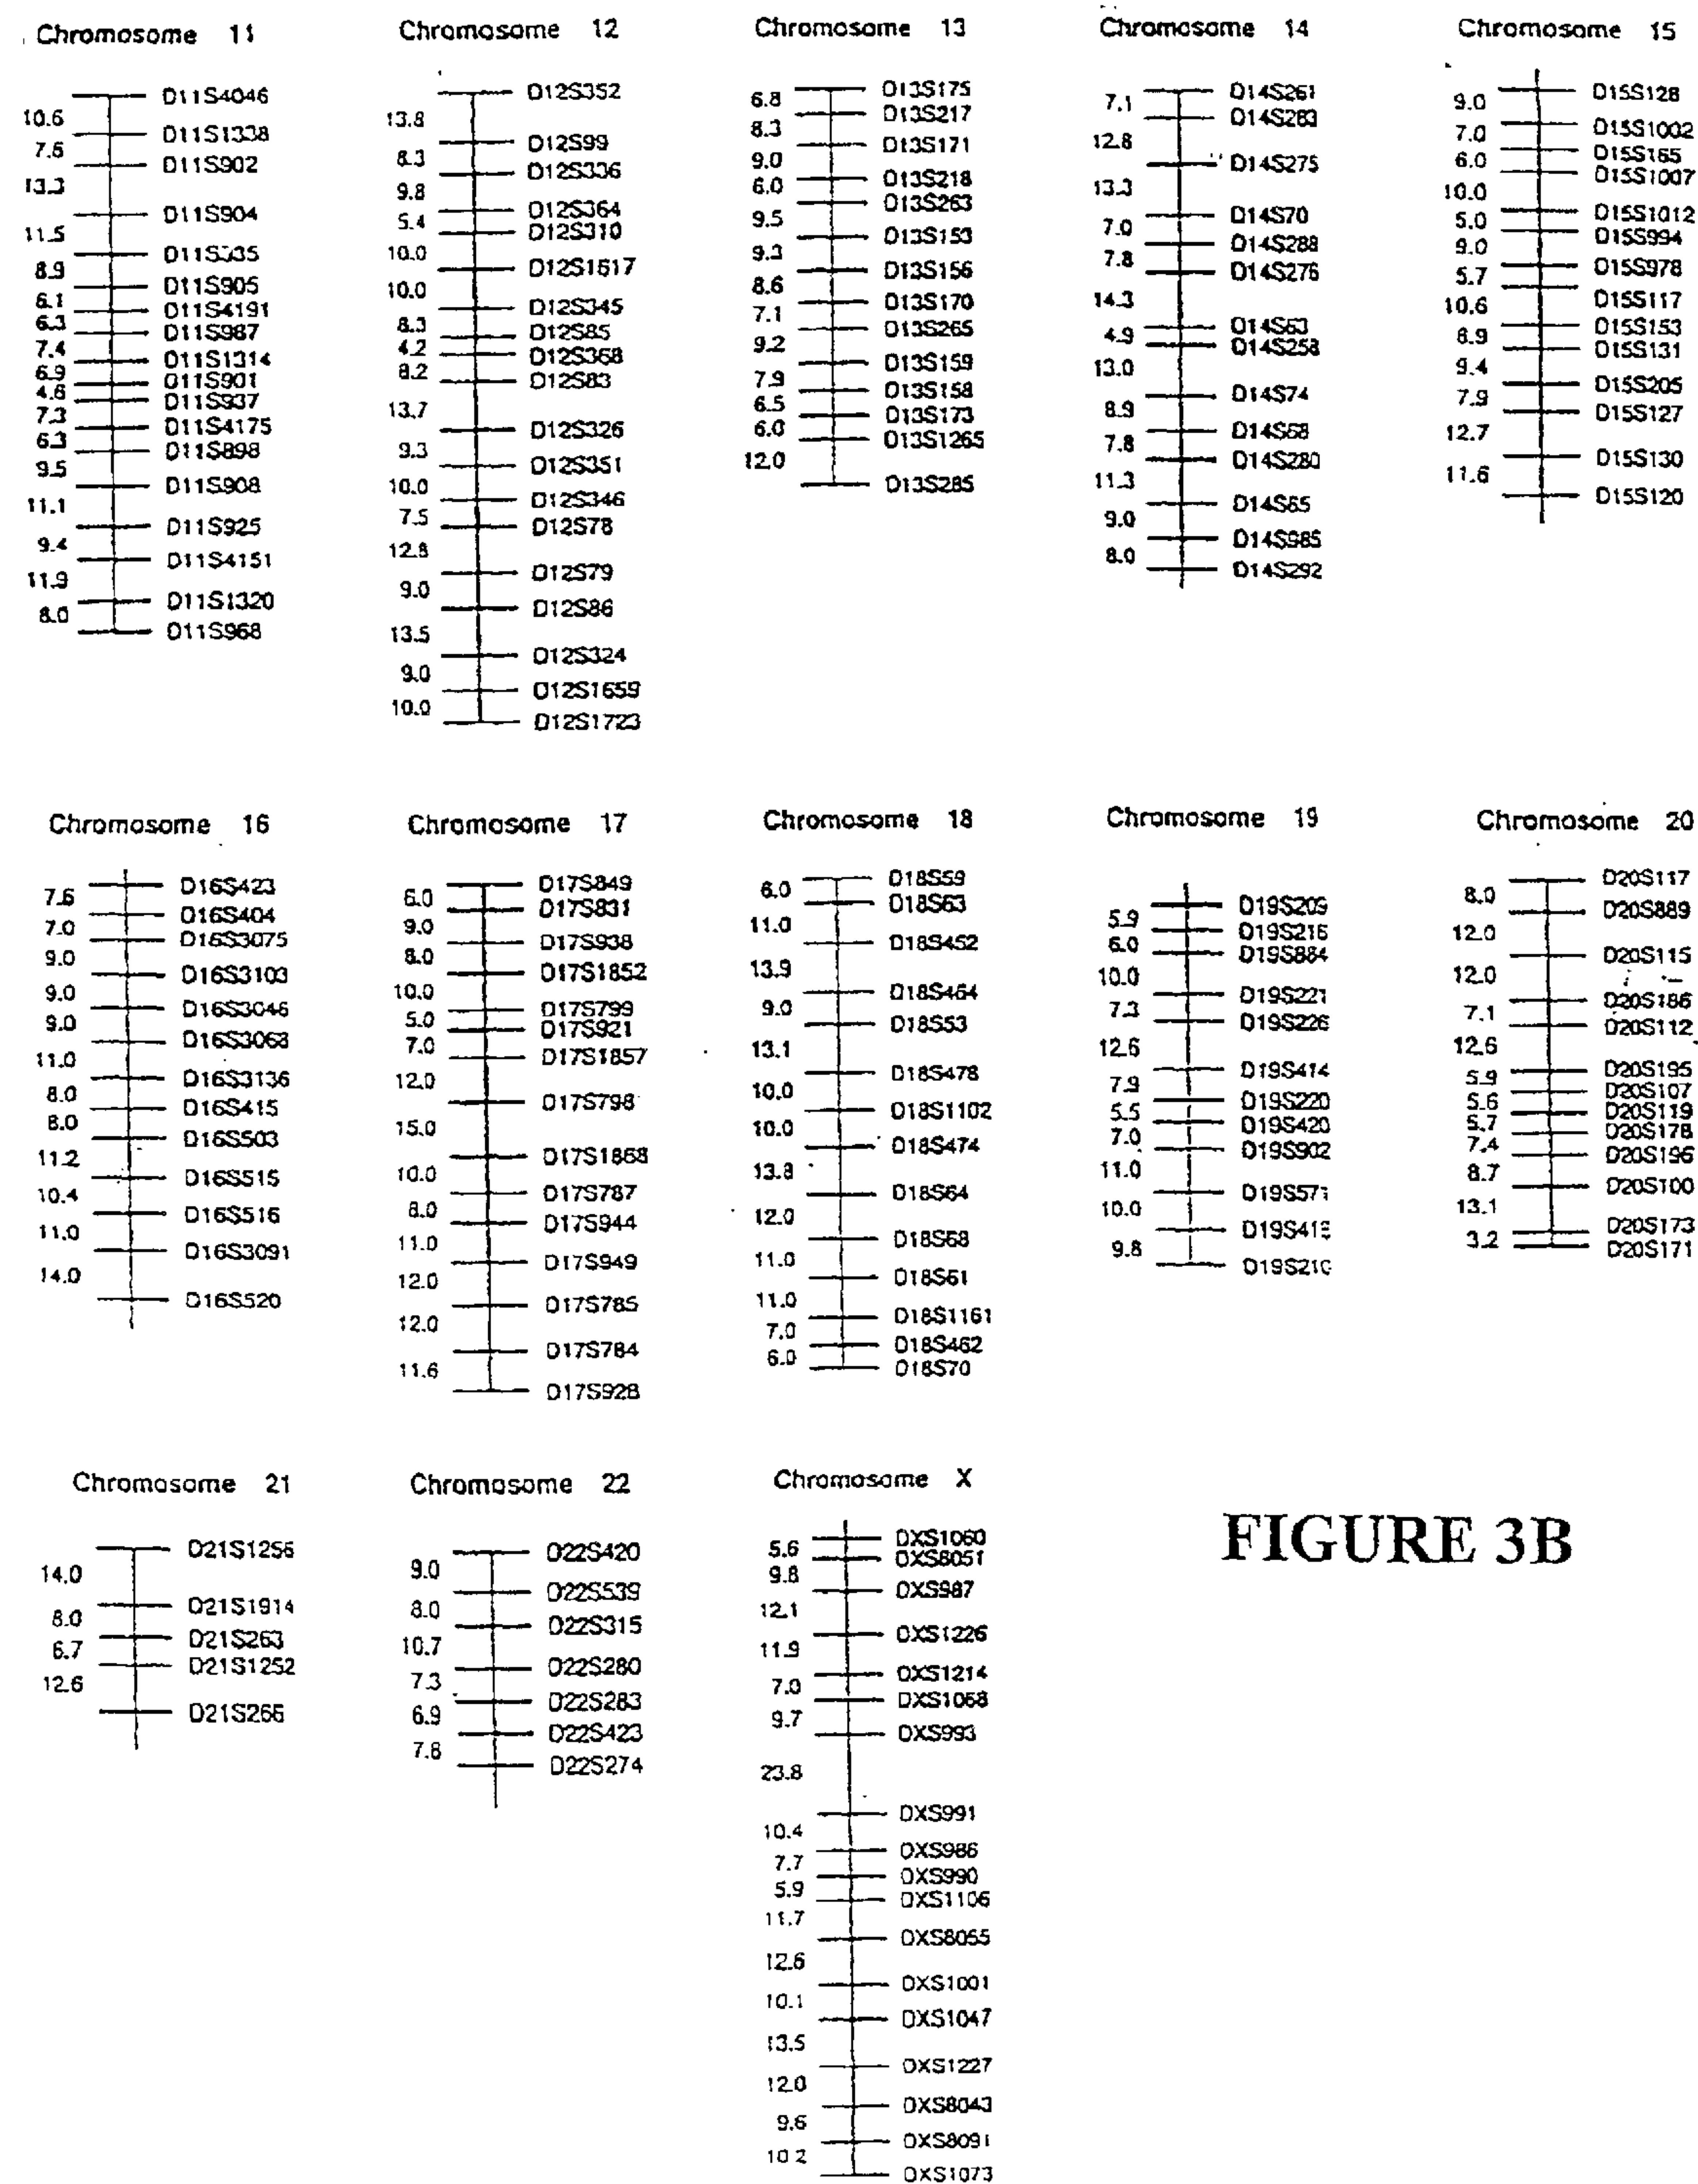 Chromosome 11
D11S4046
10.6
D11S1338
D11S902
13.3
D11S904
11.5
8.9
D11S905
6.1
D11S4191
6.3
D11S987
7.4
D11S1314
6.9
D11S901
4.6
D11S937
7.3
D11S4175
6.3
D11S898
9.5
D11S908
11.1
D11S925
9.4
D11S4151
11.9
D11S1320
8.0
D11S968
Chromosome 12
D12S352
13.8
D12S99
8.3
D12S336
9.8
D12S364
5.4
D12S310
10.0
D12S1617
10.0
D12S345
8.3
D12S85
4.2
D12S368
8.2
D12S83
13.7
D12S326
9.3
D12S351
10.0
D12S346
7.5
D12S78
12.8
D12S79
9.0
D12S86
13.5
D12S324
9.0
D12S1659
10.0
D12S1723
Chromosome 13
D13S175
6.8
D13S217
8.3
D13S171
9.0
D13S218
6.0
D13S263
9.5
D13S153
9.3
D13S156
8.6
D13S170
7.1
D13S265
9.2
D13S159
7.9
D13S158
6.5
D13S173
6.0
D13S1265
12.0
D13S285
Chromosome 14
D14S261
7.1
D14S283
12.8
D14S275
13.3
D14S70
7.0
D14S288
7.8
D14S276
14.3
D14S63
4.9
D14S258
13.0
D14S74
8.9
D14S68
7.8
D14S280
11.3
D14S65
9.0
D14S985
8.0
D14S292
Chromosome 15
D15S128
9.0
D15S1002
7.0
D15S165
6.0
D15S1007
10.0
D15S1012
5.0
D15S994
9.0
D15S978
5.7
D15S117
10.6
D15S153
8.9
D15S131
9.4
D15S205
7.9
D15S127
12.7
D15S130
11.6
D15S120
Chromosome 16
D16S423
7.6
D16S404
7.0
D16S3075
9.0
D16S3103
9.0
D16S3046
9.0
D16S3068
11.0
D16S3136
8.0
D16S415
8.0
D16S503
11.2
D16S515
10.4
D16S516
11.0
D16S3091
14.0
D16S520
Chromosome 17
D17S849
6.0
D17S831
9.0
D17S938
8.0
D17S1852
10.0
D17S799
5.0
D17S921
7.0
D17S1857
12.0
D17S798
15.0
D17S1868
10.0
D17S787
8.0
D17S944
11.0
D17S949
12.0
D17S785
12.0
D17S784
11.6
D17S928
Chromosome 18
D18S59
6.0
D18S63
11.0
D18S452
13.9
D18S464
9.0
D18S53
13.1
D18S478
10.0
D18S1102
10.0
D18S474
13.8
D18S64
12.0
D18S68
11.0
D18S61
11.0
D18S1161
7.0
D18S462
6.0
D18S70
Chromosome 19
D19S209
5.9
D19S216
6.0
D19S884
10.0
D19S221
7.3
D19S226
12.6
D19S414
7.9
D19S220
5.5
D19S420
7.0
D19S902
11.0
D19S571
10.0
D19S418
9.8
D19S210
Chromosome 20
D20S117
8.0
D20S889
12.0
D20S115
12.0
D20S186
7.1
D20S112
12.6
D20S195
5.9
D20S107
5.6
D20S119
5.7
D20S178
7.4
D20S196
8.7
D20S100
13.1
D20S173
3.2
D20S171
Chromosome 21
D21S1256
14.0
D21S1914
8.0
D21S263
6.7
D21S1252
12.6
D21S266
Chromosome 22
D22S420
9.0
D22S539
8.0
D22S315
10.7
D22S280
7.3
D22S283
6.9
D22S423
7.8
D22S274
Chromosome X
DXS1060
5.6
DXS8051
9.8
DXS987
12.1
DXS1226
11.9
DXS1214
7.0
DXS1068
9.7
DXS993
23.8
DXS991
10.4
DXS986
7.7
DXS990
5.9
DXS1106
11.7
DXS8055
12.6
DXS1001
10.1
DXS1047
13.5
DXS1227
12.0
DXS8043
9.6
DXS8091
10.2
DXS1073
FIGURE 3B